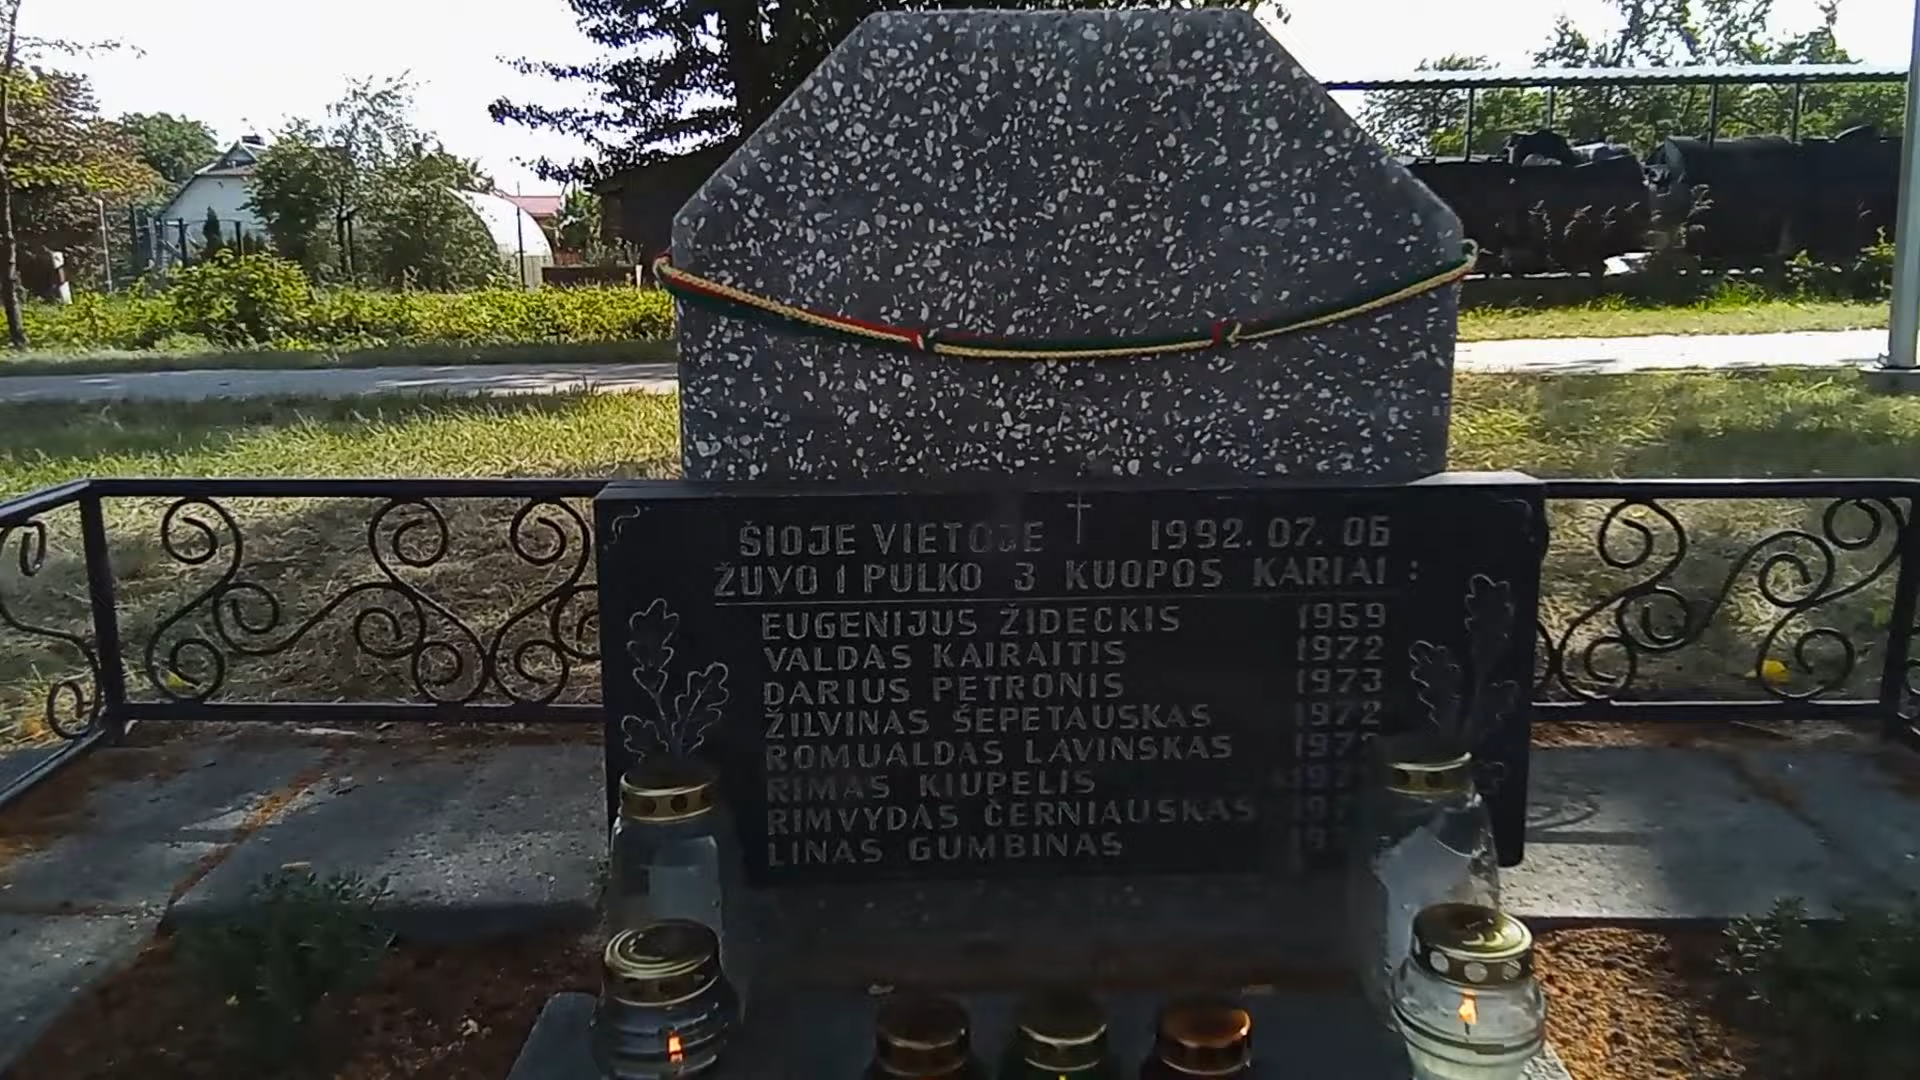 ŠIOJE VIETOJE † 1992.07.06
ŽUVO 1 PULKO 3 KUOPOS KARIAI :
EUGENIJUS ŽIDECKIS 1959
VALDAS KAIRAITIS 1972
DARIUS PETRONIS 1973
ŽILVINAS ŠEPETAUSKAS 1972
ROMUALDAS LAVINSKAS
RIMAS KIUPELIS
RIMVYDAS ČERNIAUSKAS
LINAS GUMBINAS